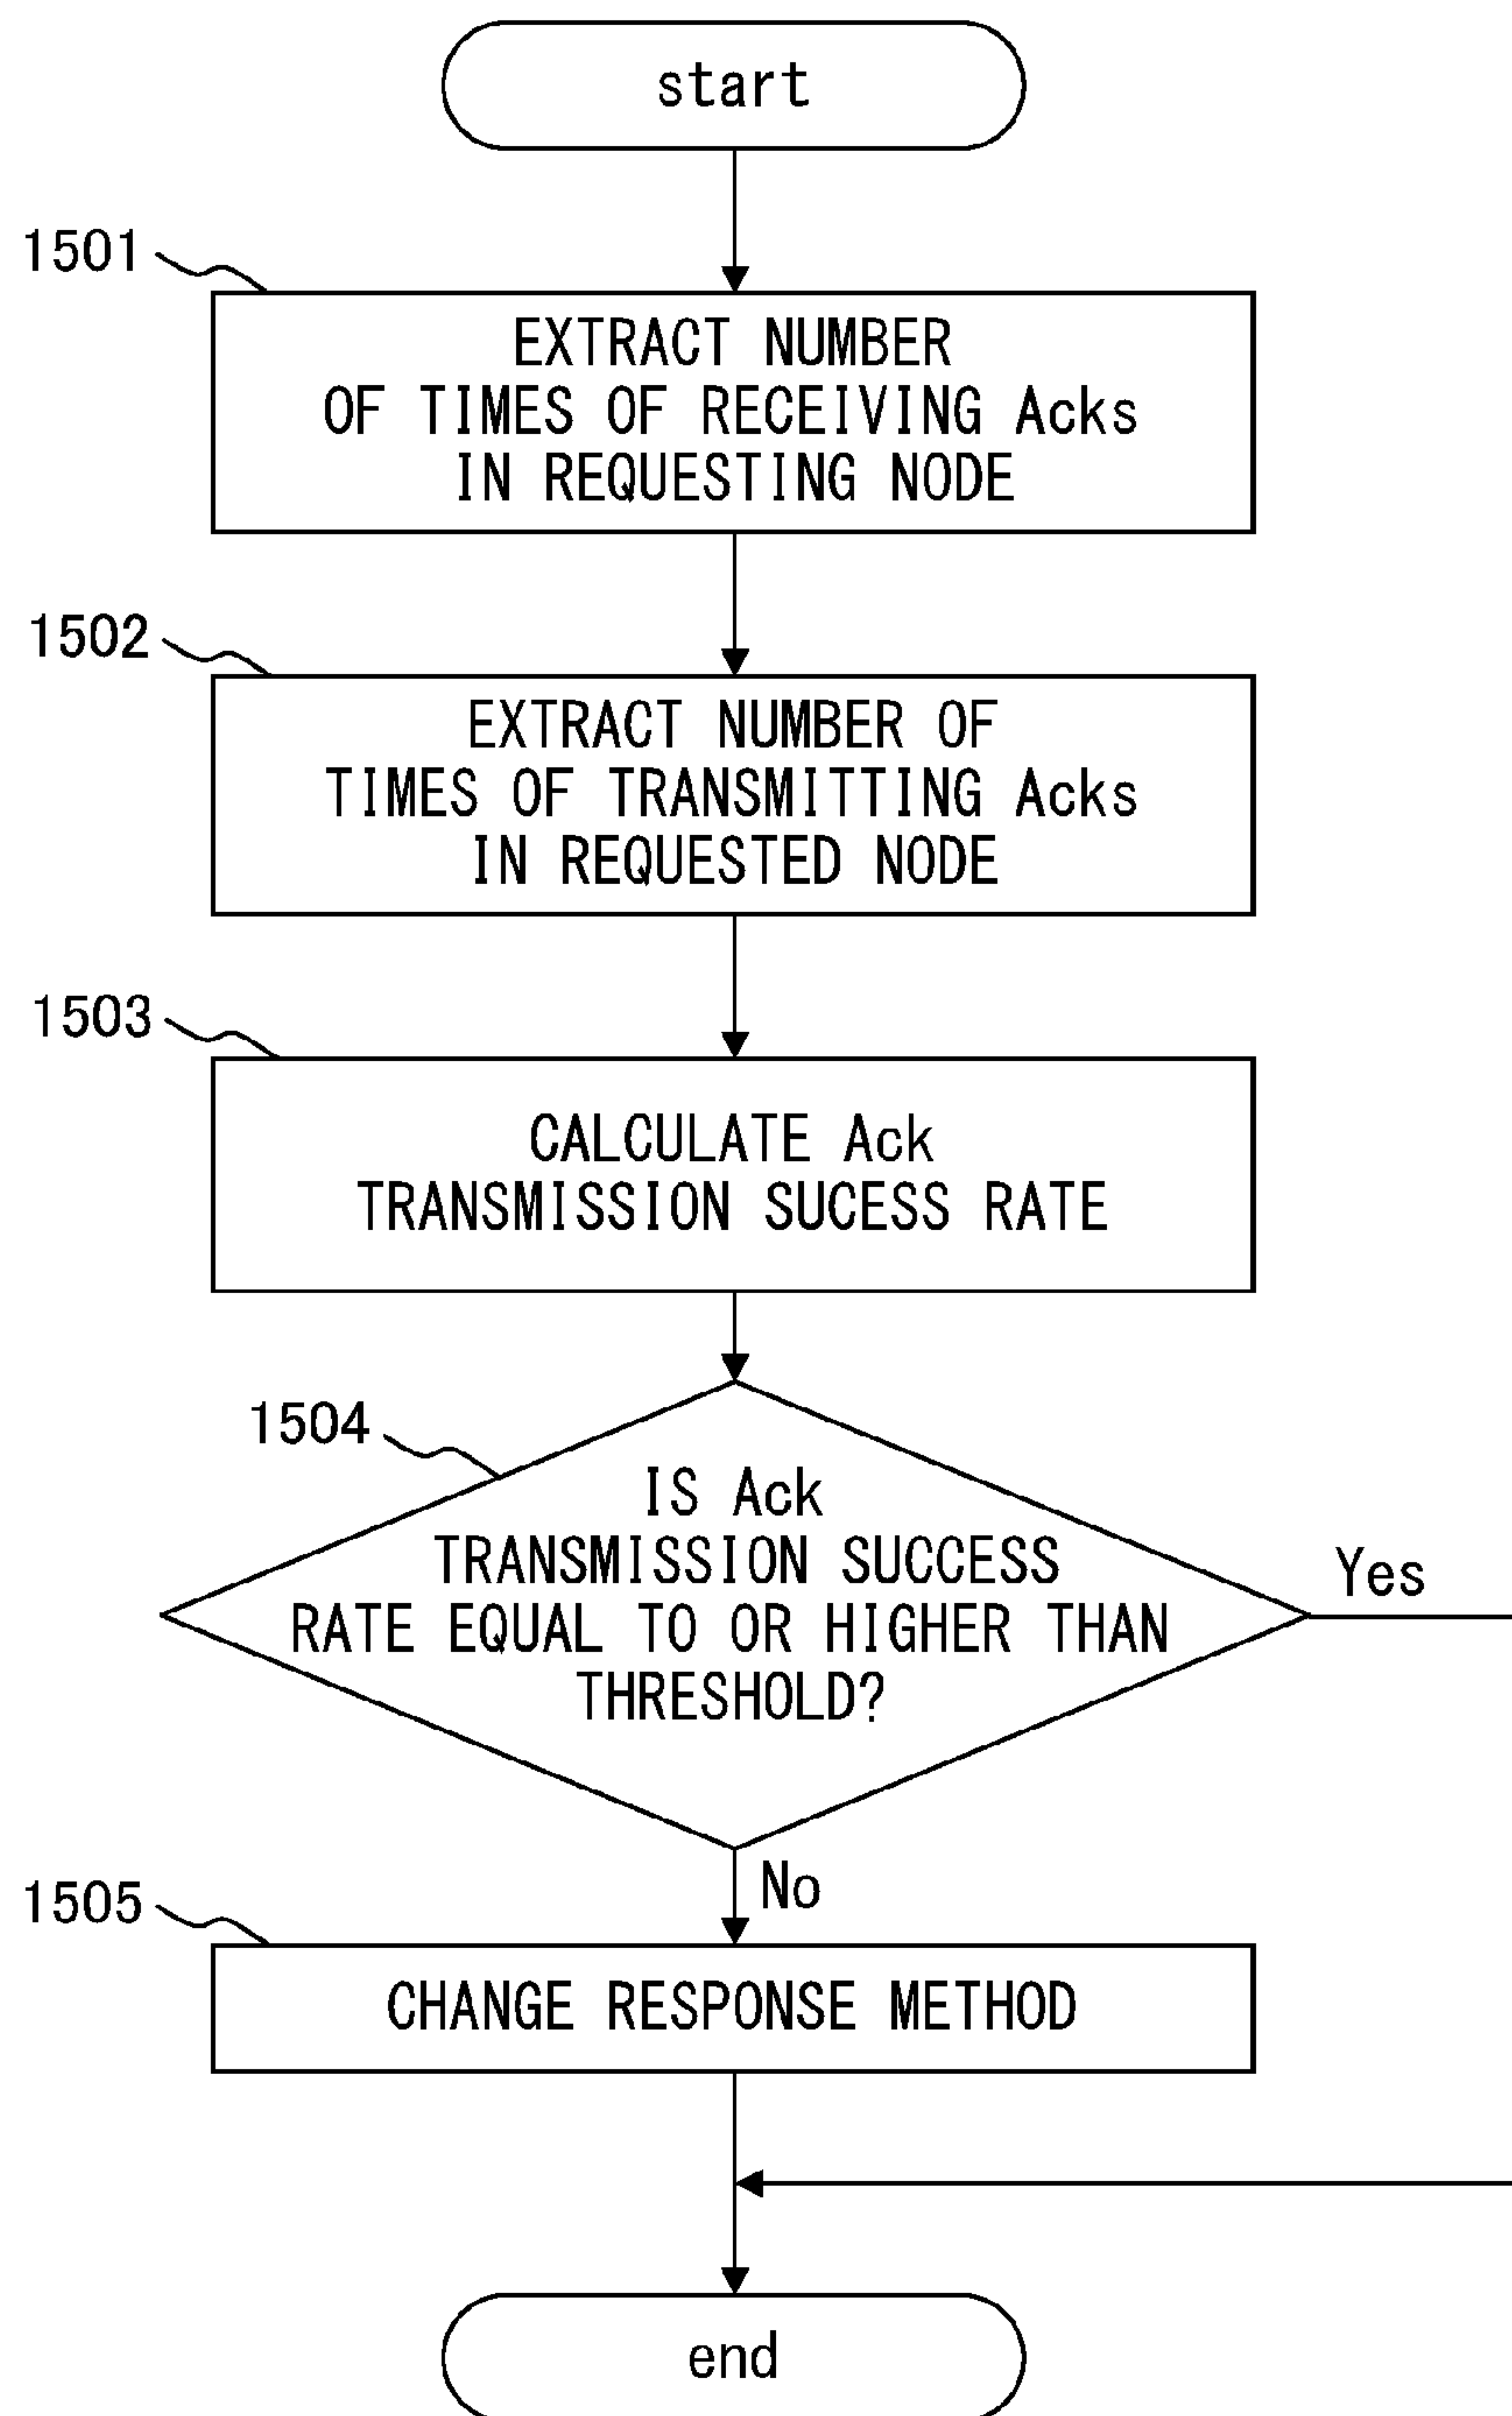 start
1501
EXTRACT NUMBER
OF TIMES OF RECEIVING Acks
IN REQUESTING NODE
1502
EXTRACT NUMBER OF
TIMES OF TRANSMITTING Acks
IN REQUESTED NODE
1503
CALCULATE Ack
TRANSMISSION SUCESS RATE
1504
IS Ack
TRANSMISSION SUCCESS
RATE EQUAL TO OR HIGHER THAN
THRESHOLD?
Yes
No
1505
CHANGE RESPONSE METHOD
end